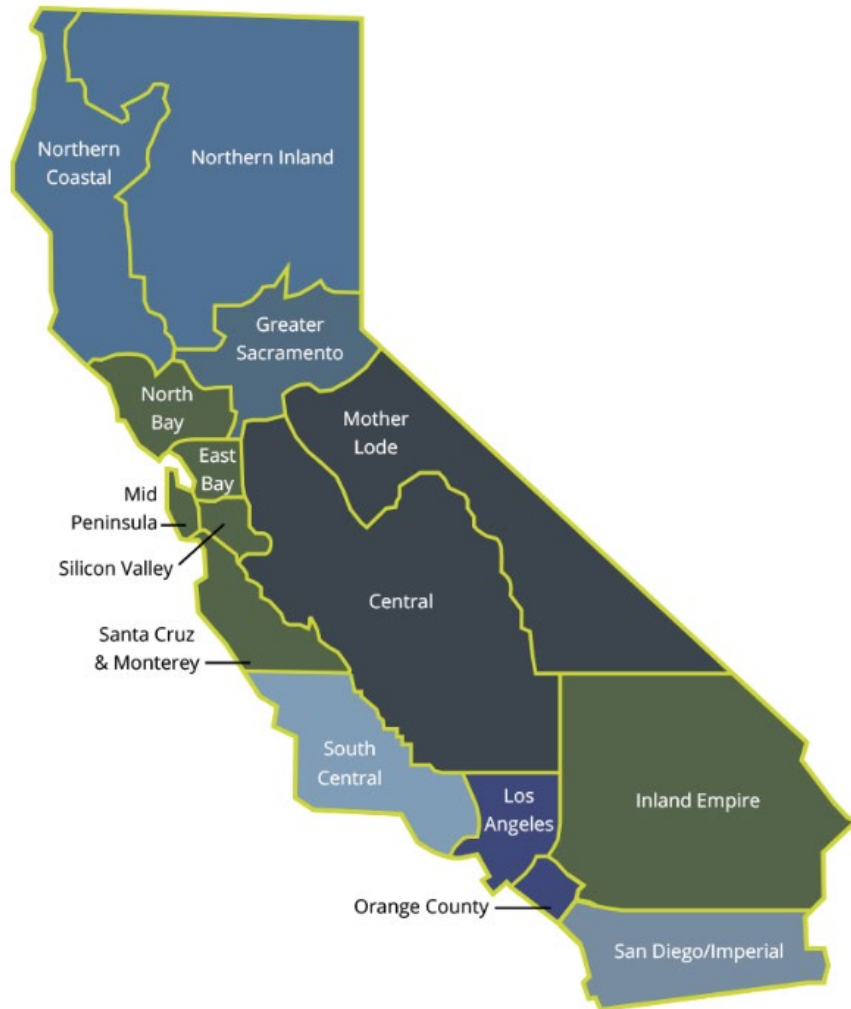 Northern
Coastal
Northern Inland
Greater
Sacramento
North
Bay
Mother
Lode
East
Bay
Mid
Peninsula
Silicon Valley
Central
Santa Cruz
& Monterey
South
Central
Los
Angeles
Inland Empire
Orange County
San Diego/Imperial